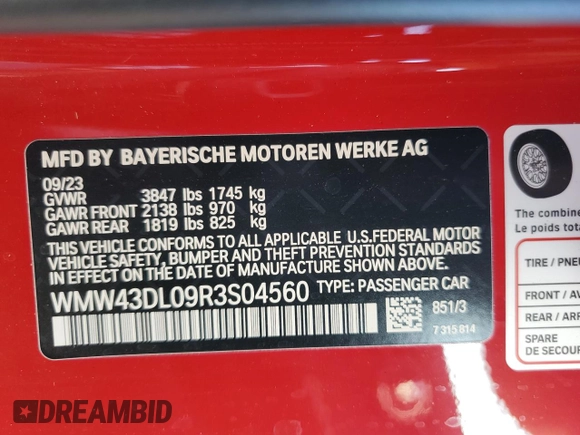 MFD BY BAYERISCHE MOTOREN WERKE AG
09/23
GVWR 3847 lbs 1745 kg
GAWR FRONT 2138 lbs 970 kg
GAWR REAR 1819 lbs 825 kg
THIS VEHICLE CONFORMS TO ALL APPLICABLE U.S.FEDERAL MOTOR
VEHICLE SAFETY, BUMPER AND THEFT PREVENTION STANDARDS
IN EFFECT ON THE DATE OF MANUFACTURE SHOWN ABOVE.
WMW43DL09R3S04560 TYPE: PASSENGER CAR
851/3
7 315 814
The combine
Le poids tota
TIRE / PN
FRONT / AV
REAR / ARR
SPARE
DE SECOU
DREAMBID